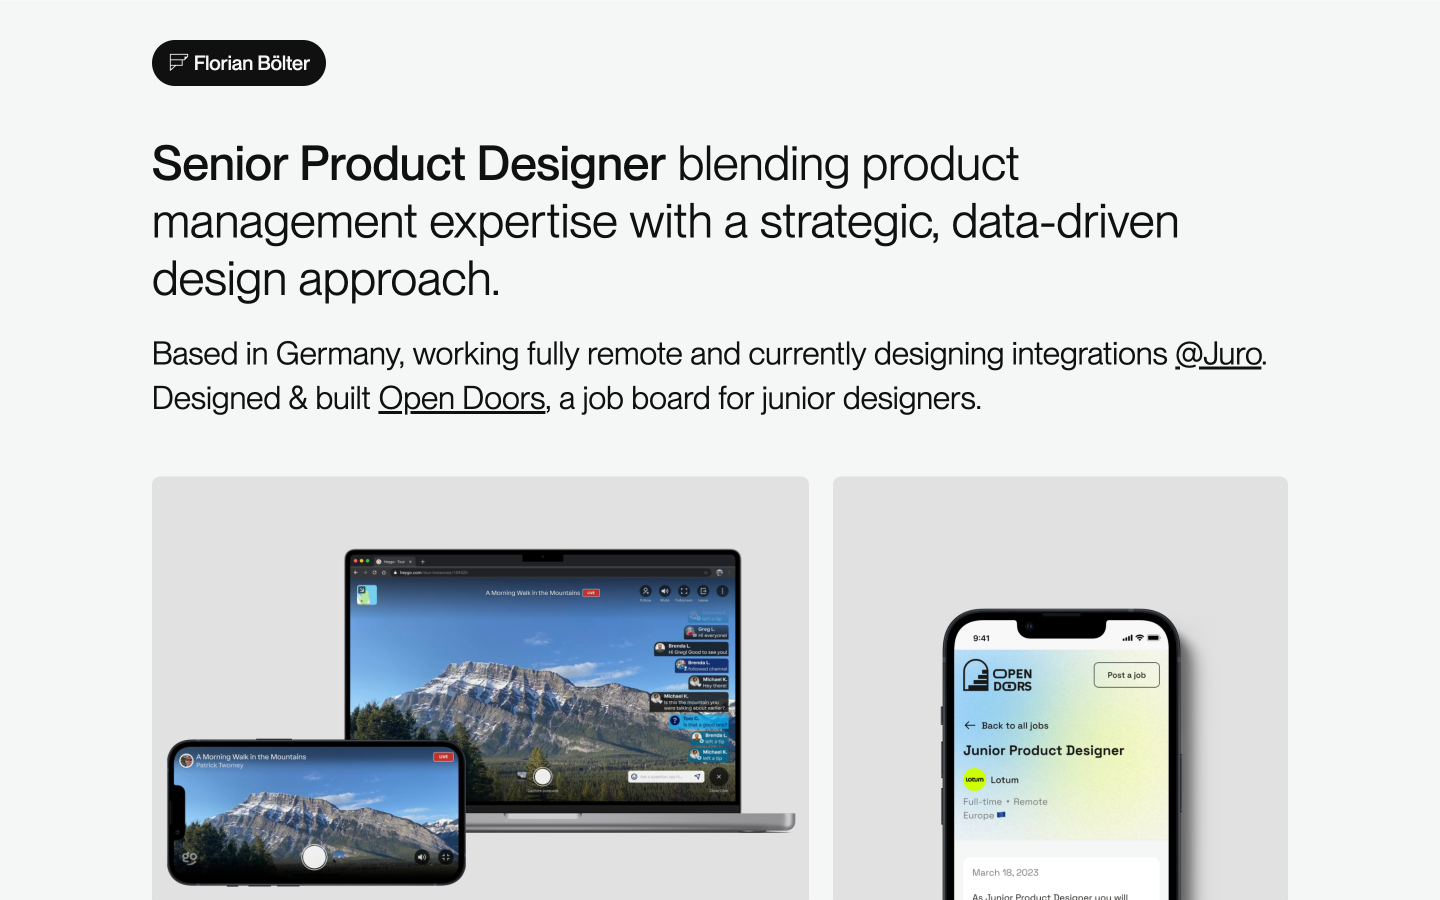 Florian Bölter
Senior Product Designer blending product
management expertise with a strategic, data-driven
design approach.
Based in Germany, working fully remote and currently designing integrations @Juro.
Designed & built Open Doors, a job board for junior designers.
A Morning Walk in the Mountains LIVE
Greg L.
Hi everyone!
Brenda L.
Hi Greg! Good to see you!
Brenda L.
followed channel
Michael K.
Hey there!
Michael K.
Is this the mountain you
were talking about earlier?
Is that a good one?
Brenda L.
left a tip
Michael K.
left a tip
A Morning Walk in the Mountains
Patrick Twomey
LIVE
go
9:41
OPEN
DOORS
Post a job
Back to all jobs
Junior Product Designer
Lotum
Lotum
Full-time • Remote
Europe
March 18, 2023
As Junior Product Designer you will